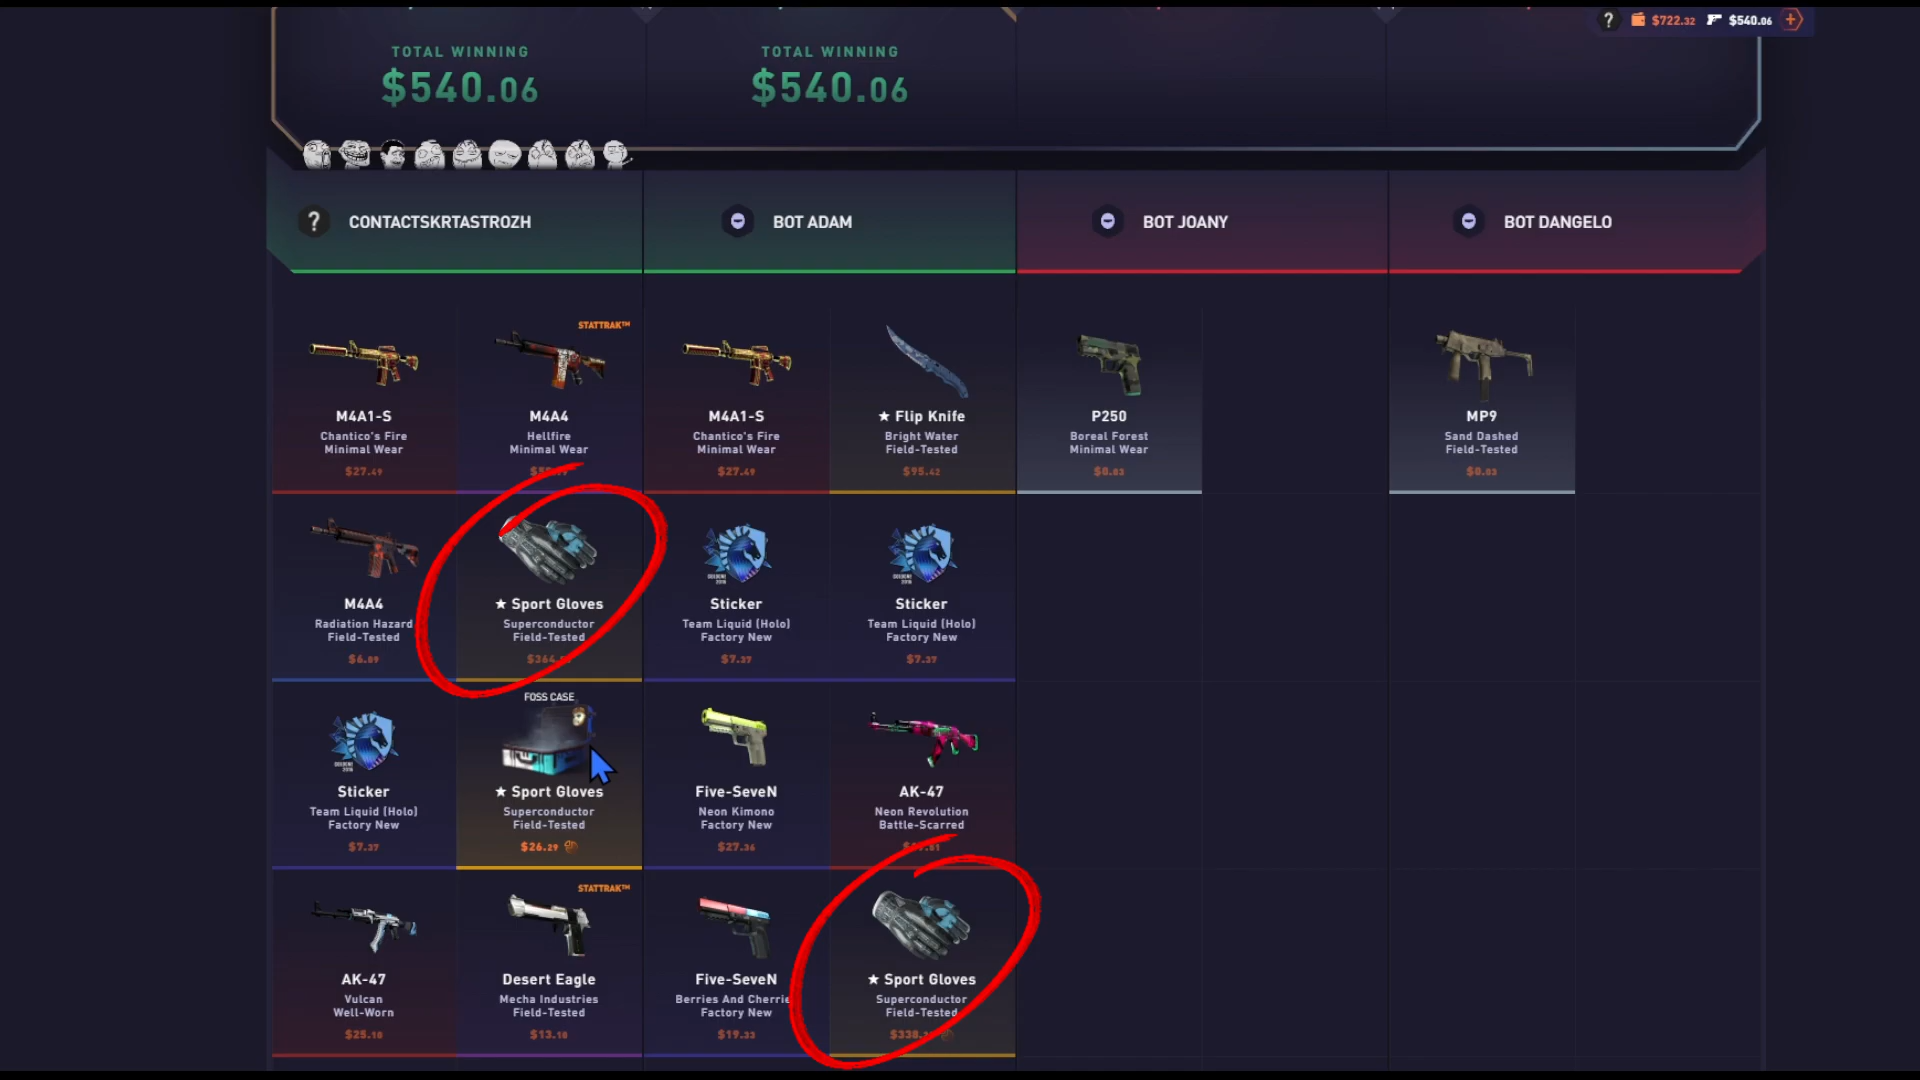 ? $722.32 $540.06 +
TOTAL WINNING
$540.06
TOTAL WINNING
$540.06
? CONTACTSKRTASTROZH
BOT ADAM
BOT JOANY
BOT DANGELO
M4A1-S
Chantico's Fire
Minimal Wear
$27.49
STATTRAK™
M4A4
Hellfire
Minimal Wear
M4A1-S
Chantico's Fire
Minimal Wear
$27.49
★ Flip Knife
Bright Water
Field-Tested
$95.42
P250
Boreal Forest
Minimal Wear
$0.03
MP9
Sand Dashed
Field-Tested
$0.03
M4A4
Radiation Hazard
Field-Tested
$6.09
★ Sport Gloves
Superconductor
Field-Tested
Sticker
Team Liquid (Holo)
Factory New
$7.37
Sticker
Team Liquid (Holo)
Factory New
$7.37
Sticker
Team Liquid (Holo)
Factory New
$7.37
FOSS CASE
★ Sport Gloves
Superconductor
Field-Tested
$26.29
Five-SeveN
Neon Kimono
Factory New
$27.36
AK-47
Neon Revolution
Battle-Scarred
AK-47
Vulcan
Well-Worn
$25.10
STATTRAK™
Desert Eagle
Mecha Industries
Field-Tested
$13.10
Five-SeveN
Berries And Cherrie
Factory New
$19.33
★ Sport Gloves
Superconductor
Field-Tested